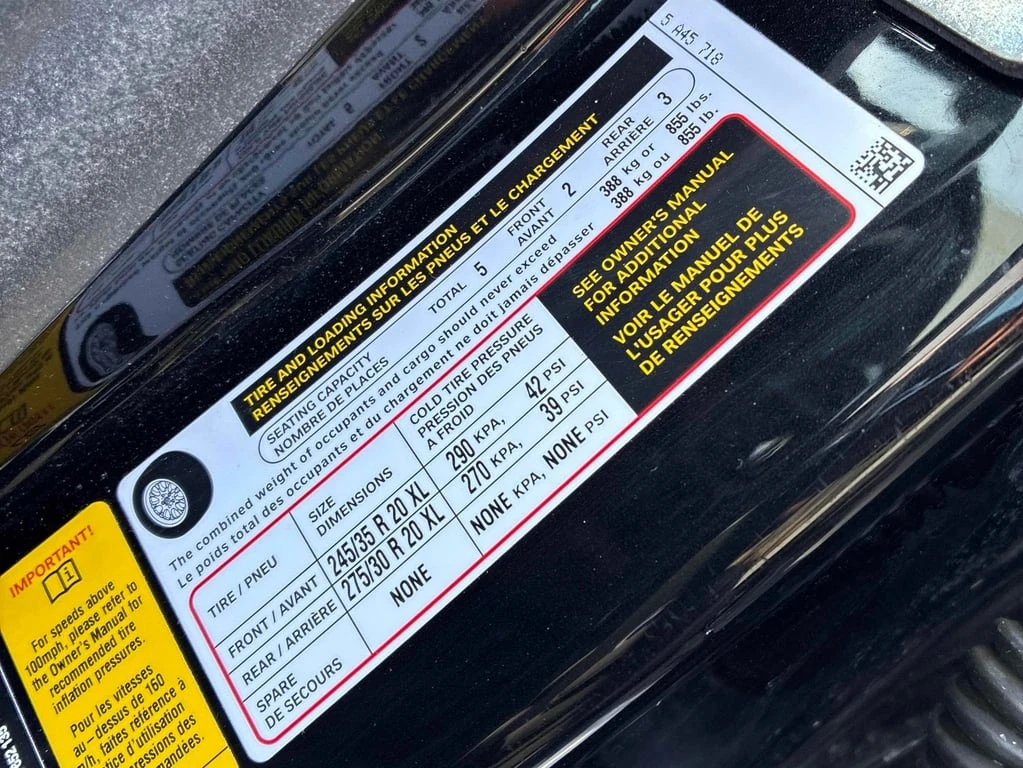 5 A45 718
TIRE AND LOADING INFORMATION
RENSEIGNEMENTS SUR LES PNEUS ET LE CHARGEMENT
SEATING CAPACITY
NOMBRE DE PLACES
TOTAL 5
FRONT
AVANT
2
REAR
ARRIÈRE
3
The combined weight of occupants and cargo should never exceed 388 kg or 855 lbs.
Le poids total des occupants et du chargement ne doit jamais dépasser 388 kg ou 855 lb.
TIRE / PNEU
SIZE
DIMENSIONS
COLD TIRE PRESSURE
PRESSION DES PNEUS
A FROID
FRONT / AVANT 245/35 R 20 XL 290 KPA, 42 PSI
REAR / ARRIÈRE 275/30 R 20 XL 270 KPA, 39 PSI
SPARE
DE SECOURS
NONE
NONE KPA, NONE PSI
SEE OWNER'S MANUAL
FOR ADDITIONAL
INFORMATION
VOIR LE MANUEL DE
L'USAGER POUR PLUS
DE RENSEIGNEMENTS
IMPORTANT!
For speeds above
100mph, please refer to
the Owner's Manual for
recommended tire
inflation pressures.
Pour les vitesses
au-dessus de 160
faites référence à
d'utilisation
des